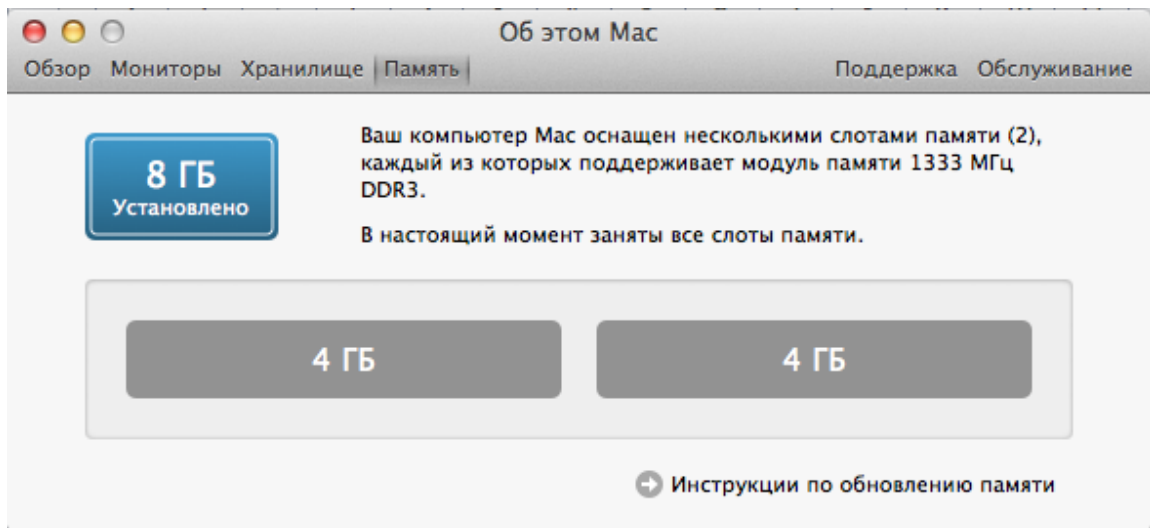 Об этом Mac
Обзор Мониторы Хранилище Память Поддержка Обслуживание
8 ГБ
Установлено
Ваш компьютер Mac оснащен несколькими слотами памяти (2),
каждый из которых поддерживает модуль памяти 1333 МГц
DDR3.
В настоящий момент заняты все слоты памяти.
4 ГБ 4 ГБ
Инструкции по обновлению памяти